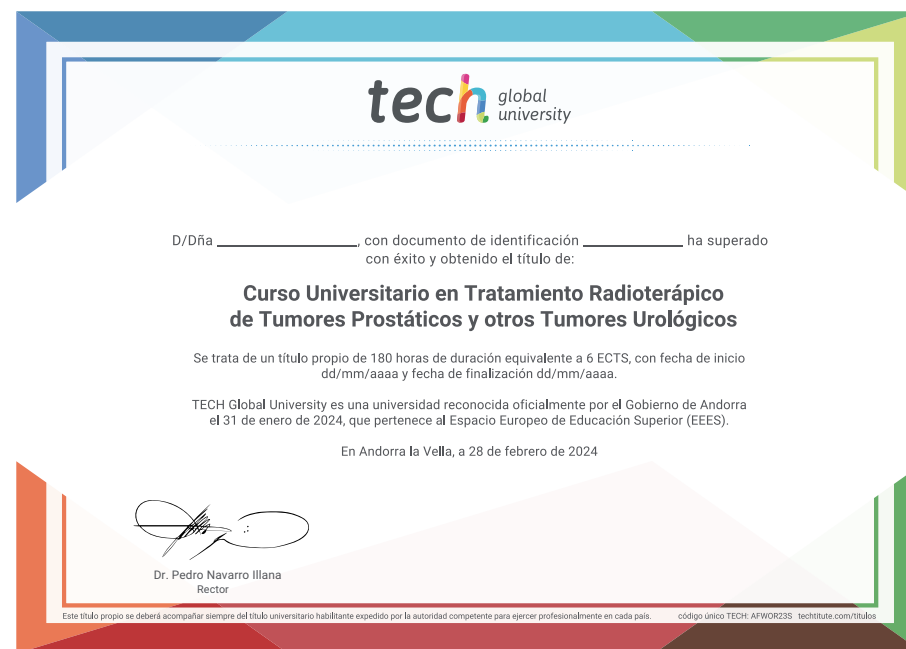 tech global university
D/Dña ____________________, con documento de identificación ______________ ha superado
con éxito y obtenido el título de:
Curso Universitario en Tratamiento Radioterápico
de Tumores Prostáticos y otros Tumores Urológicos
Se trata de un título propio de 180 horas de duración equivalente a 6 ECTS, con fecha de inicio
dd/mm/aaaa y fecha de finalización dd/mm/aaaa.
TECH Global University es una universidad reconocida oficialmente por el Gobierno de Andorra
el 31 de enero de 2024, que pertenece al Espacio Europeo de Educación Superior (EEES).
En Andorra la Vella, a 28 de febrero de 2024
Dr. Pedro Navarro Illana
Rector
Este título propio se deberá acompañar siempre del título universitario habilitante expedido por la autoridad competente para ejercer profesionalmente en cada país. código único TECH: AFWOR23S techtitute.com/titulos